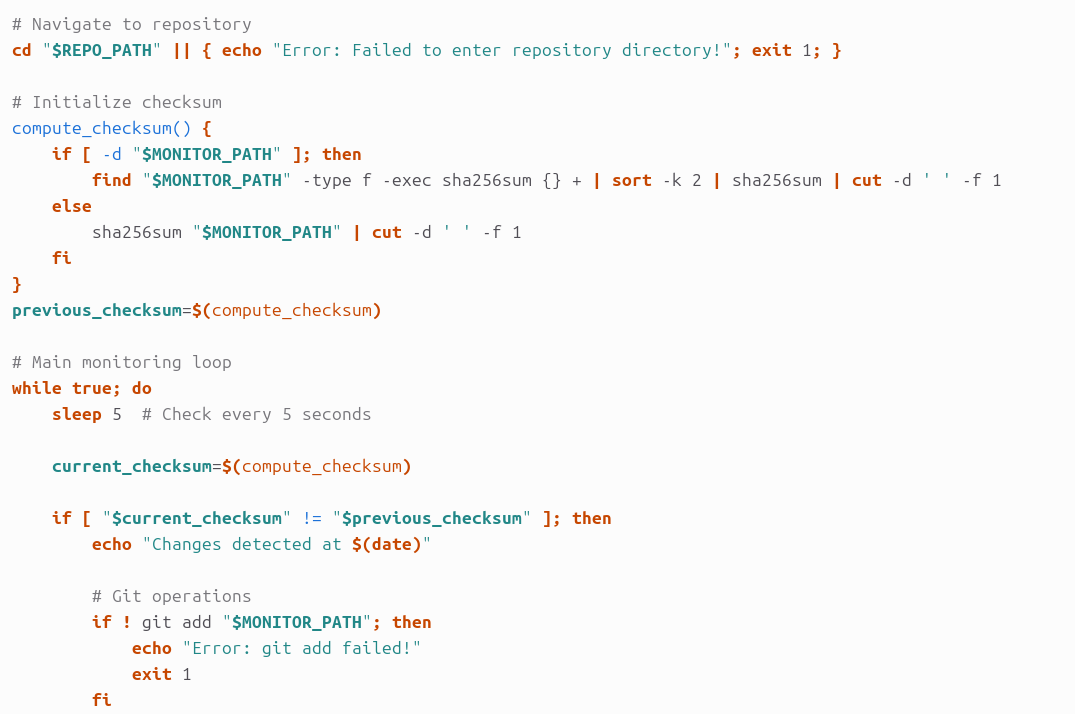 # Navigate to repository
cd "$REPO_PATH" || { echo "Error: Failed to enter repository directory!"; exit 1; }

# Initialize checksum
compute_checksum() {
    if [ -d "$MONITOR_PATH" ]; then
        find "$MONITOR_PATH" -type f -exec sha256sum {} + | sort -k 2 | sha256sum | cut -d ' ' -f 1
    else
        sha256sum "$MONITOR_PATH" | cut -d ' ' -f 1
    fi
}
previous_checksum=$(compute_checksum)

# Main monitoring loop
while true; do
    sleep 5  # Check every 5 seconds

    current_checksum=$(compute_checksum)

    if [ "$current_checksum" != "$previous_checksum" ]; then
        echo "Changes detected at $(date)"

        # Git operations
        if ! git add "$MONITOR_PATH"; then
            echo "Error: git add failed!"
            exit 1
        fi